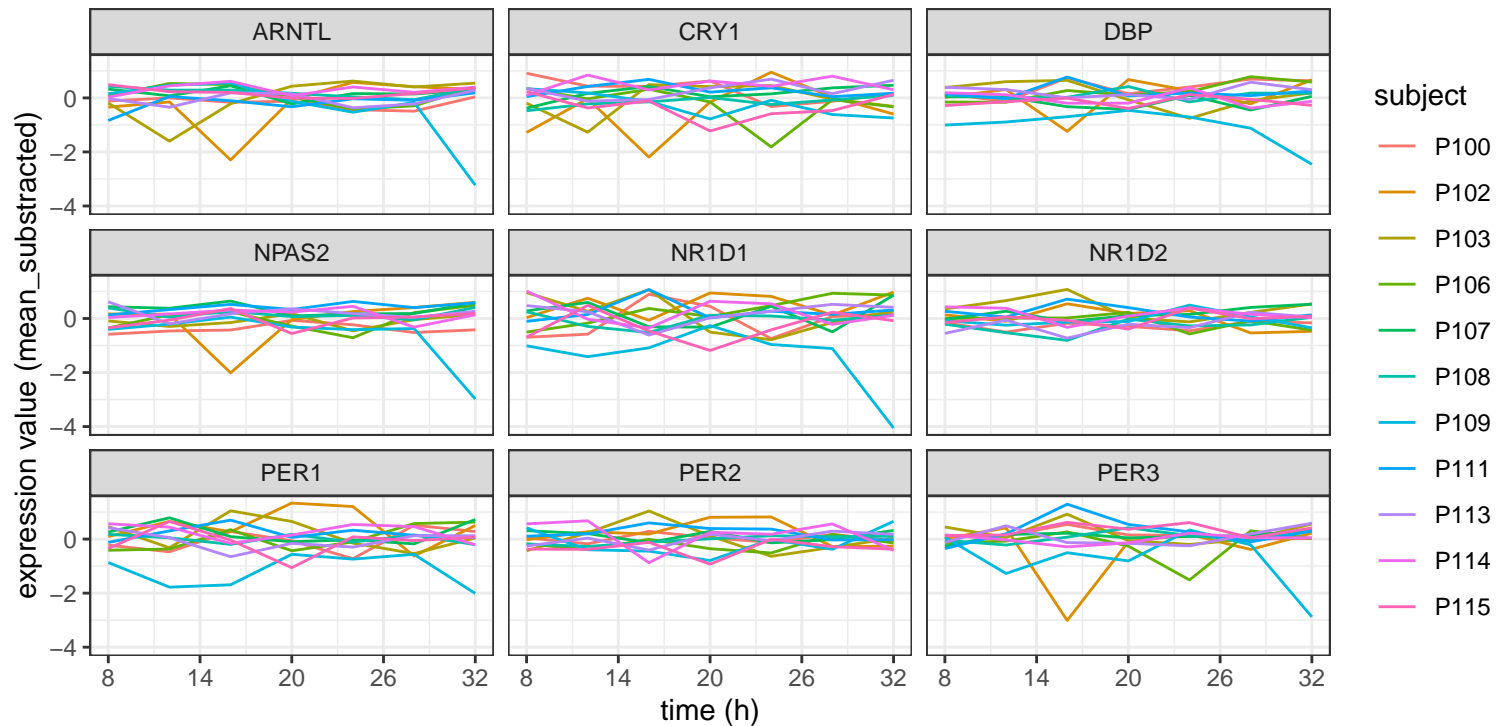 ARNTL CRY1 DBP
0
−2
−4
NPAS2 NR1D1 NR1D2
0
−2
−4
PER1 PER2 PER3
0
−2
−4
8 14 20 26 32 8 14 20 26 32 8 14 20 26 32
time (h)
expression value (mean_substracted)
subject
P100
P102
P103
P106
P107
P108
P109
P111
P113
P114
P115